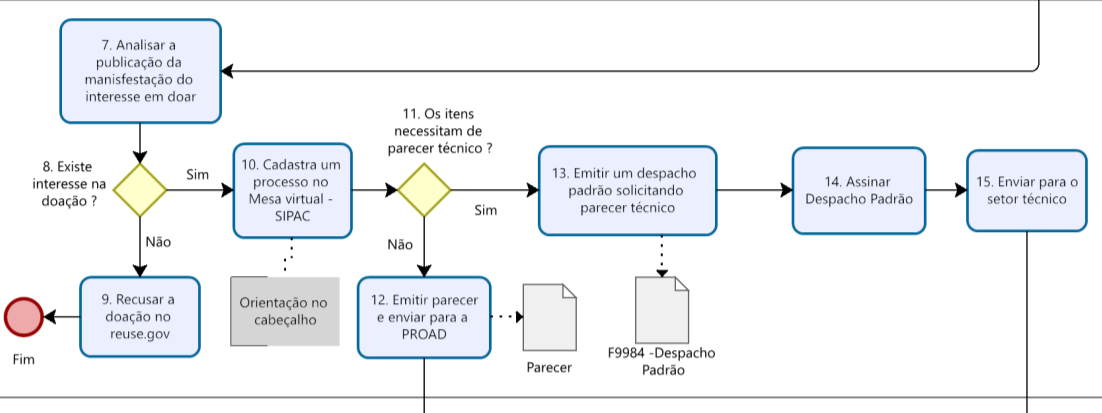 7. Analisar a
publicação da
manisfestação do
interesse em doar
8. Existe
interesse na
doação ?
Sim
Não
9. Recusar a
doação no
reuse.gov
Fim
10. Cadastra um
processo no
Mesa virtual -
SIPAC
Orientação no
cabeçalho
11. Os itens
necessitam de
parecer técnico ?
Sim
Não
12. Emitir parecer
e enviar para a
PROAD
Parecer
13. Emitir um despacho
padrão solicitando
parecer técnico
F9984 -Despacho
Padrão
14. Assinar
Despacho Padrão
15. Enviar para o
setor técnico